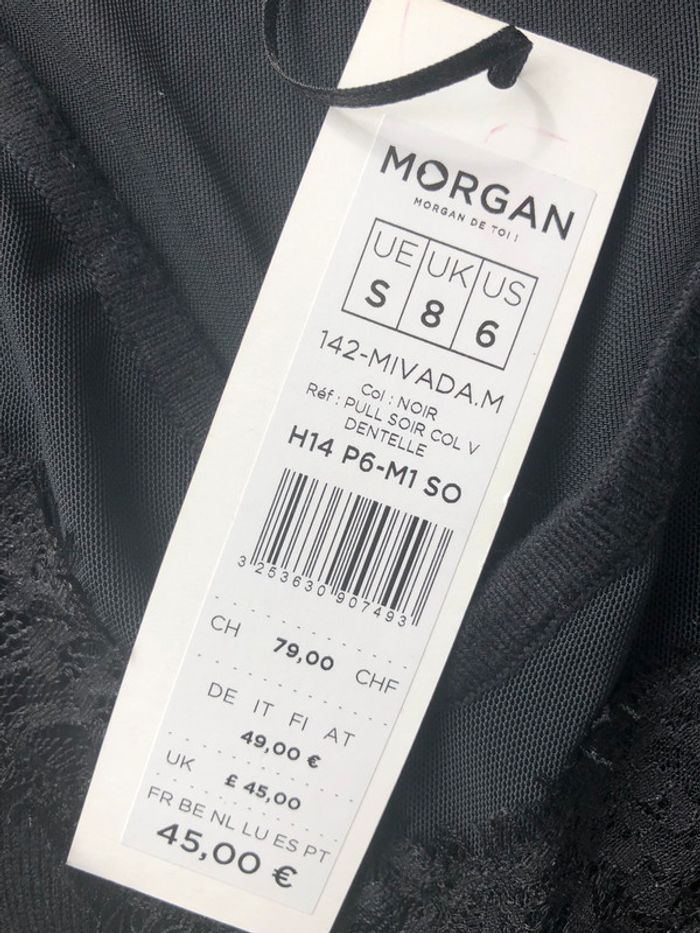 MORGAN
MORGAN DE TOI !
UE UK US
S 8 6
142-MIVADA.M
Col : NOIR
Réf : PULL SOIR COL V
DENTELLE
H14 P6-M1 SO
3 253630 907493
CH 79,00 CHF
DE IT FI AT
49,00 €
UK £ 45,00
FR BE NL LU ES PT
45,00 €